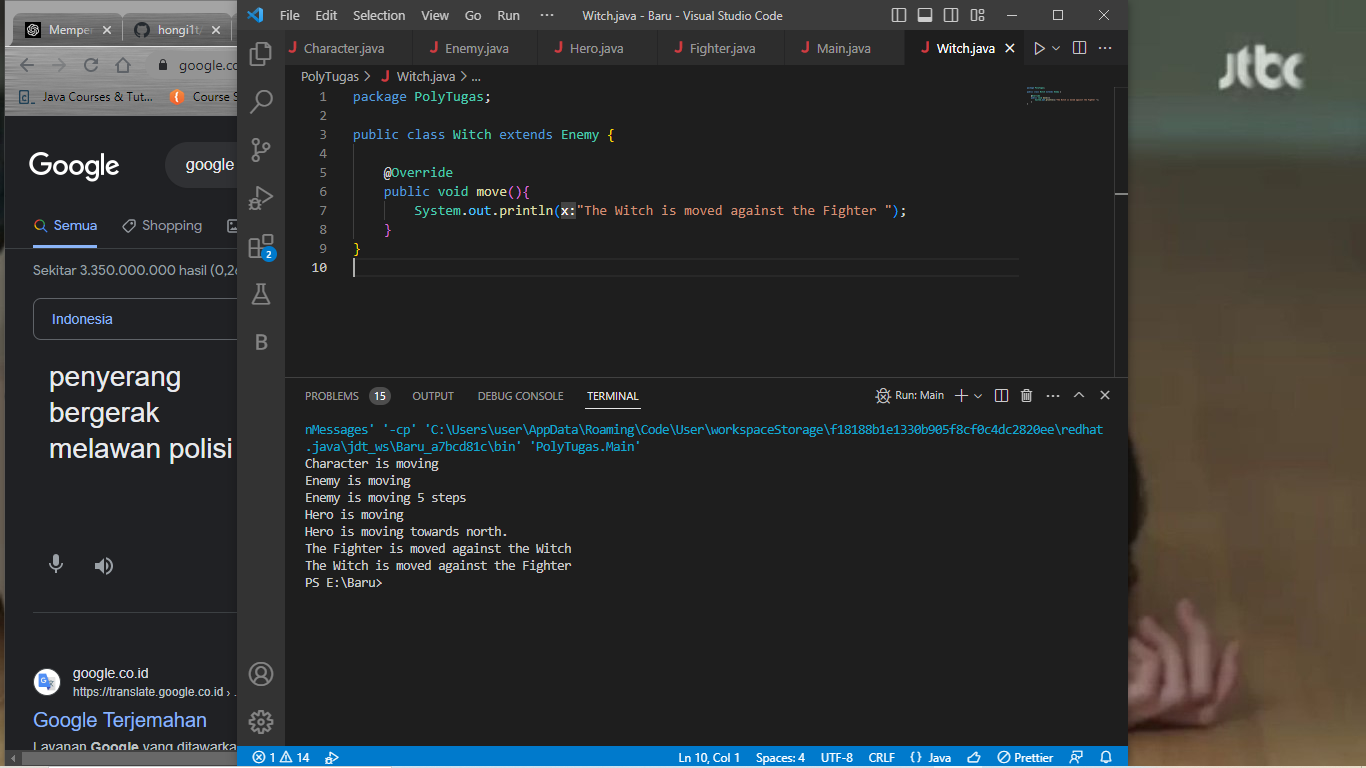 Mempe
hongi1t/
google.co
Java Courses & Tut...
Course S
Google
google
Semua
Shopping
Sekitar 3.350.000.000 hasil (0,2
Indonesia
penyerang
bergerak
melawan polisi
google.co.id
https://translate.google.co.id › .
Google Terjemahan
Layanan Google yang ditawarka
File Edit Selection View Go Run ··· Witch.java - Baru - Visual Studio Code
Character.java Enemy.java Hero.java Fighter.java Main.java Witch.java
PolyTugas > Witch.java > ...
1 package PolyTugas;
2
3 public class Witch extends Enemy {
4
5 @Override
6 public void move(){
7 System.out.println(x:"The Witch is moved against the Fighter ");
8 }
9 }
10
2
B
PROBLEMS 15 OUTPUT DEBUG CONSOLE TERMINAL Run: Main
nMessages' '-cp' 'C:\Users\user\AppData\Roaming\Code\User\workspaceStorage\f18188b1e1330b905f8cf0c4dc2820ee\redhat
.java\jdt_ws\Baru_a7bcd81c\bin' 'PolyTugas.Main'
Character is moving
Enemy is moving
Enemy is moving 5 steps
Hero is moving
Hero is moving towards north.
The Fighter is moved against the Witch
The Witch is moved against the Fighter
PS E:\Baru>
1 14 Ln 10, Col 1 Spaces: 4 UTF-8 CRLF {} Java Prettier
jtbc